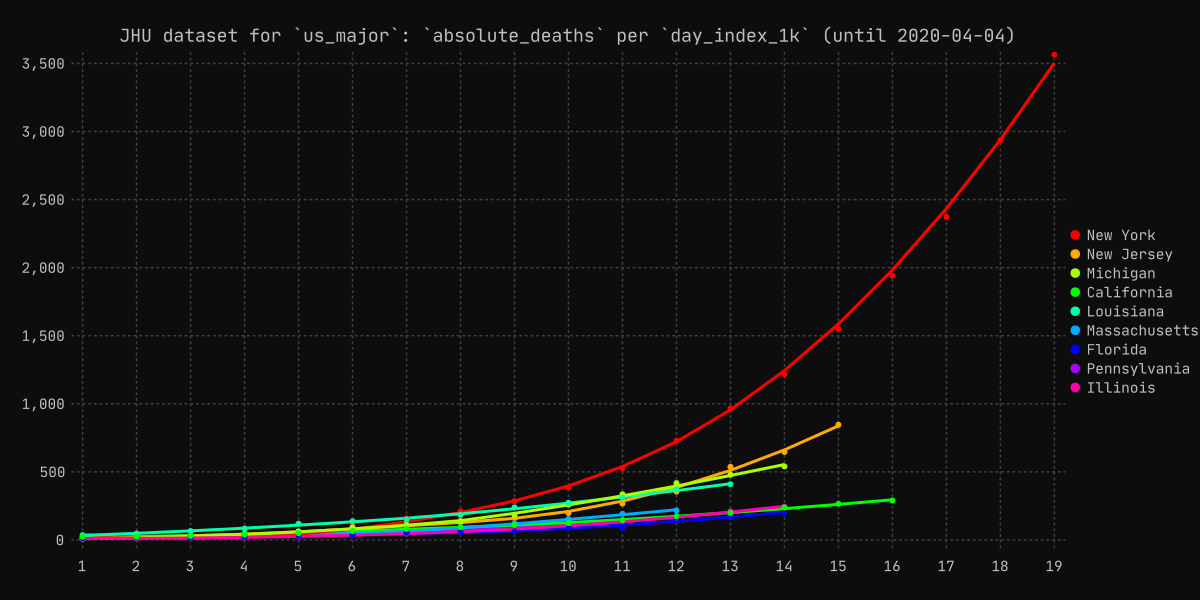 JHU dataset for `us_major`: `absolute_deaths` per `day_index_1k` (until 2020-04-04)
3,500
3,000
2,500
2,000
1,500
1,000
500
0
1 2 3 4 5 6 7 8 9 10 11 12 13 14 15 16 17 18 19
New York
New Jersey
Michigan
California
Louisiana
Massachusetts
Florida
Pennsylvania
Illinois